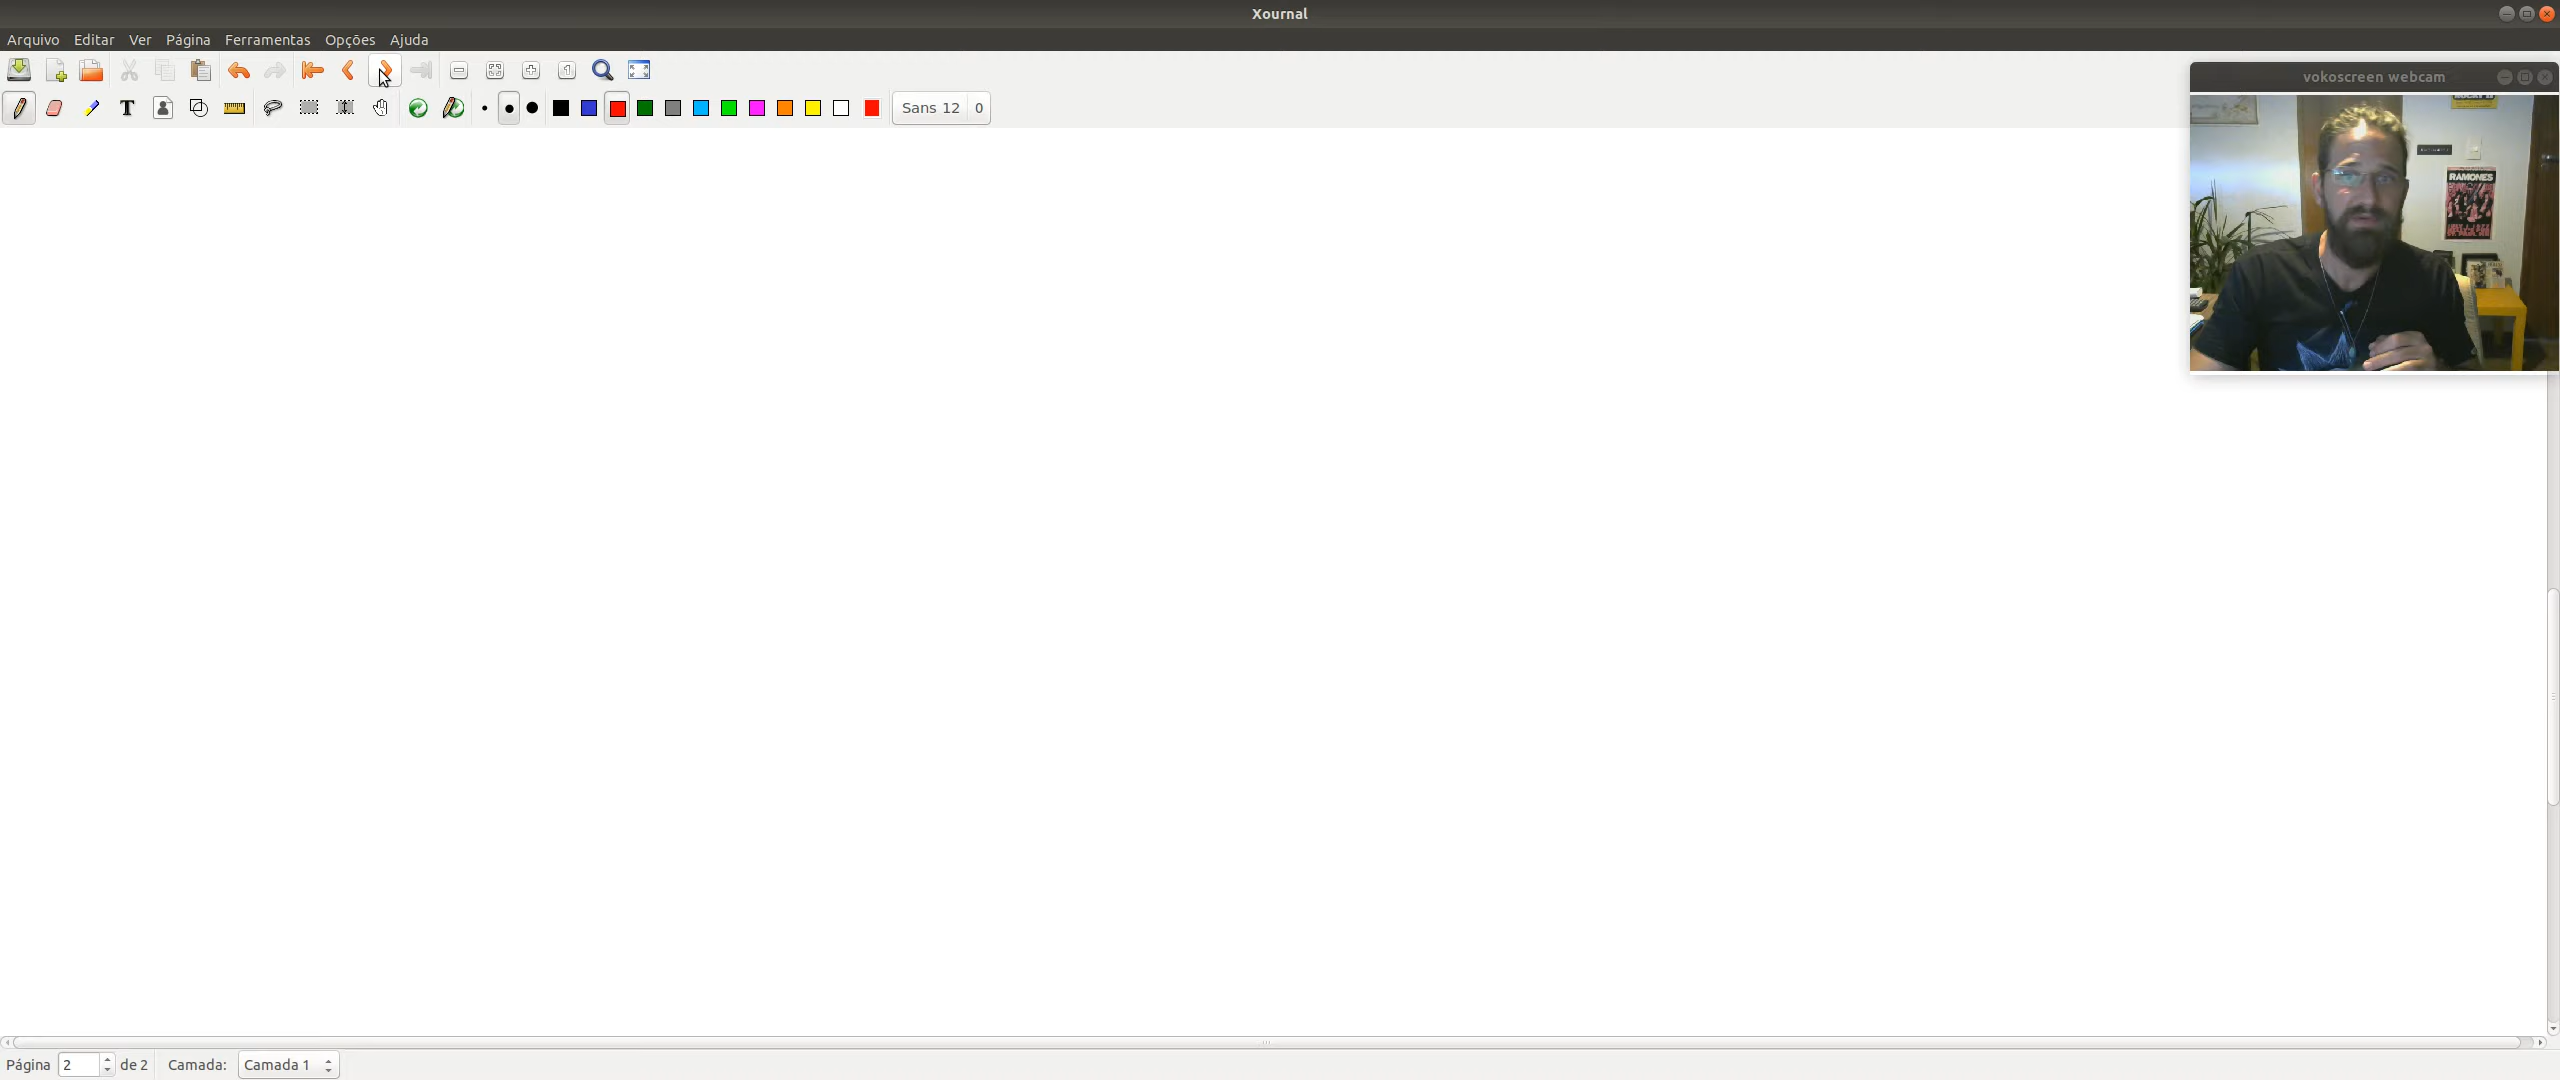 Xournal
Arquivo Editar Ver Página Ferramentas Opções Ajuda
vokoscreen webcam
T
Sans 12 0
RAMONES
Página 2 de 2 Camada: Camada 1